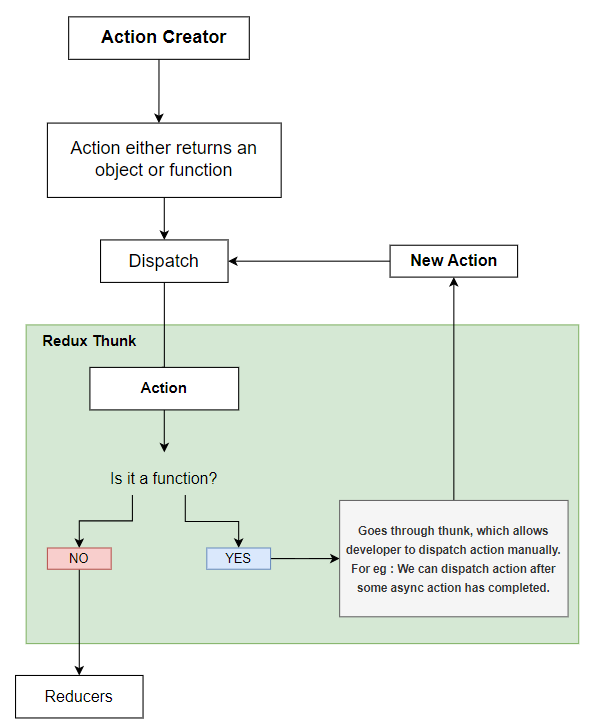 Action Creator
Action either returns an
object or function
Dispatch
New Action
Redux Thunk
Action
Is it a function?
NO
YES
Goes through thunk, which allows
developer to dispatch action manually.
For eg : We can dispatch action after
some async action has completed.
Reducers